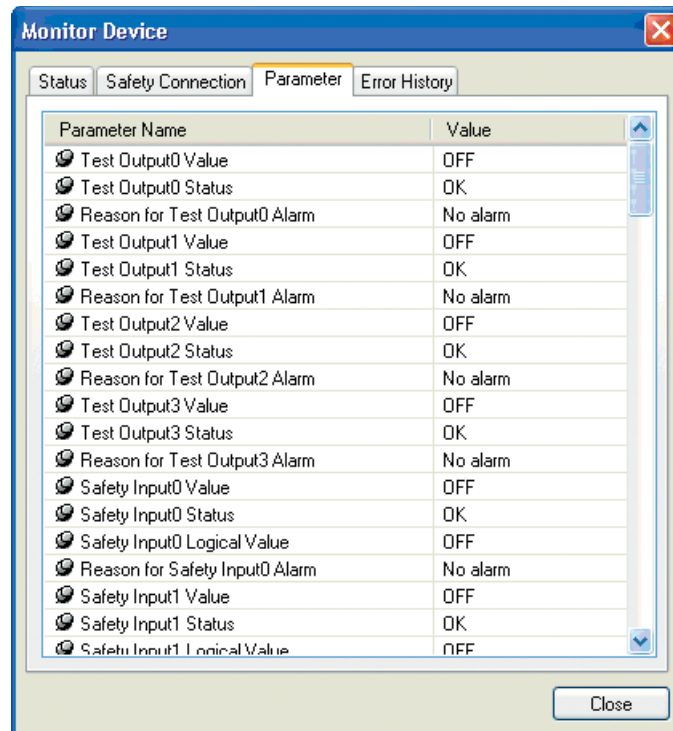 Monitor Device
Status Safety Connection Parameter Error History
Parameter Name Value
Test Output0 Value OFF
Test Output0 Status OK
Reason for Test Output0 Alarm No alarm
Test Output1 Value OFF
Test Output1 Status OK
Reason for Test Output1 Alarm No alarm
Test Output2 Value OFF
Test Output2 Status OK
Reason for Test Output2 Alarm No alarm
Test Output3 Value OFF
Test Output3 Status OK
Reason for Test Output3 Alarm No alarm
Safety Input0 Value OFF
Safety Input0 Status OK
Safety Input0 Logical Value OFF
Reason for Safety Input0 Alarm No alarm
Safety Input1 Value OFF
Safety Input1 Status OK
Safety Input1 Logical Value OFF
Close